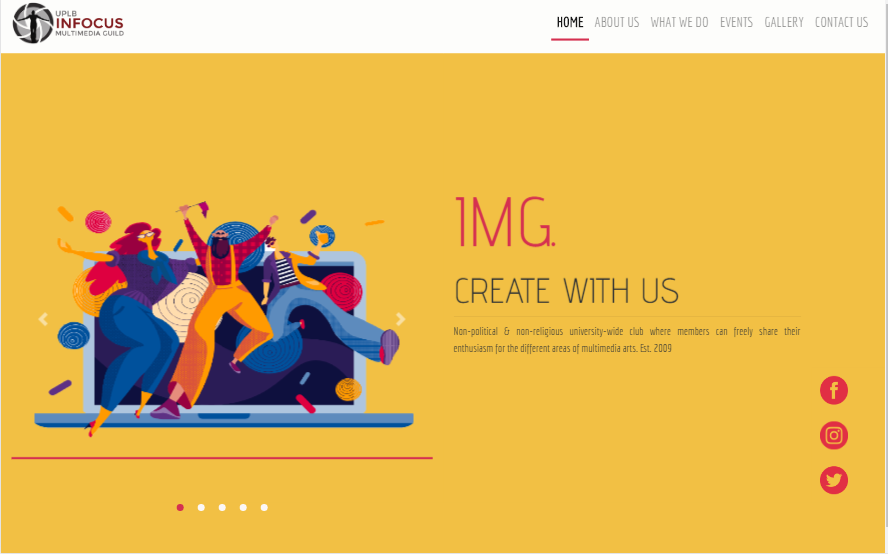 UPLB
INFOCUS
MULTIMEDIA GUILD
HOME ABOUT US WHAT WE DO EVENTS GALLERY CONTACT US
IMG.
CREATE WITH US
Non-political & non-religious university-wide club where members can freely share their
enthusiasm for the different areas of multimedia arts. Est. 2009